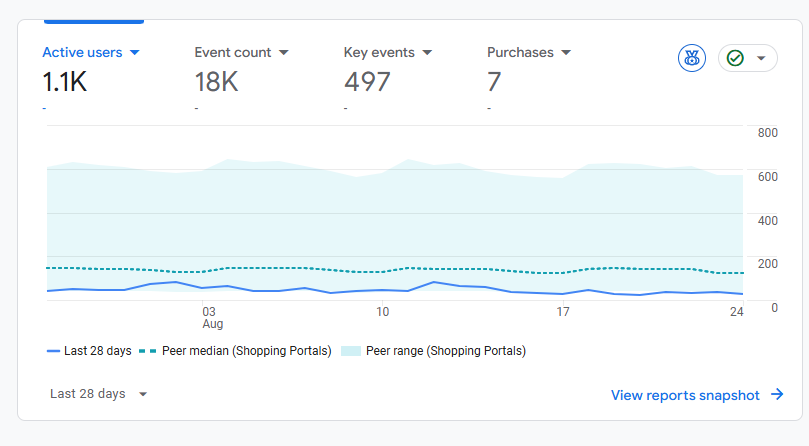 Active users Event count Key events Purchases
1.1K 18K 497 7
- - - -
800
600
400
200
0
03 10 17 24
Aug
Last 28 days Peer median (Shopping Portals) Peer range (Shopping Portals)
Last 28 days View reports snapshot